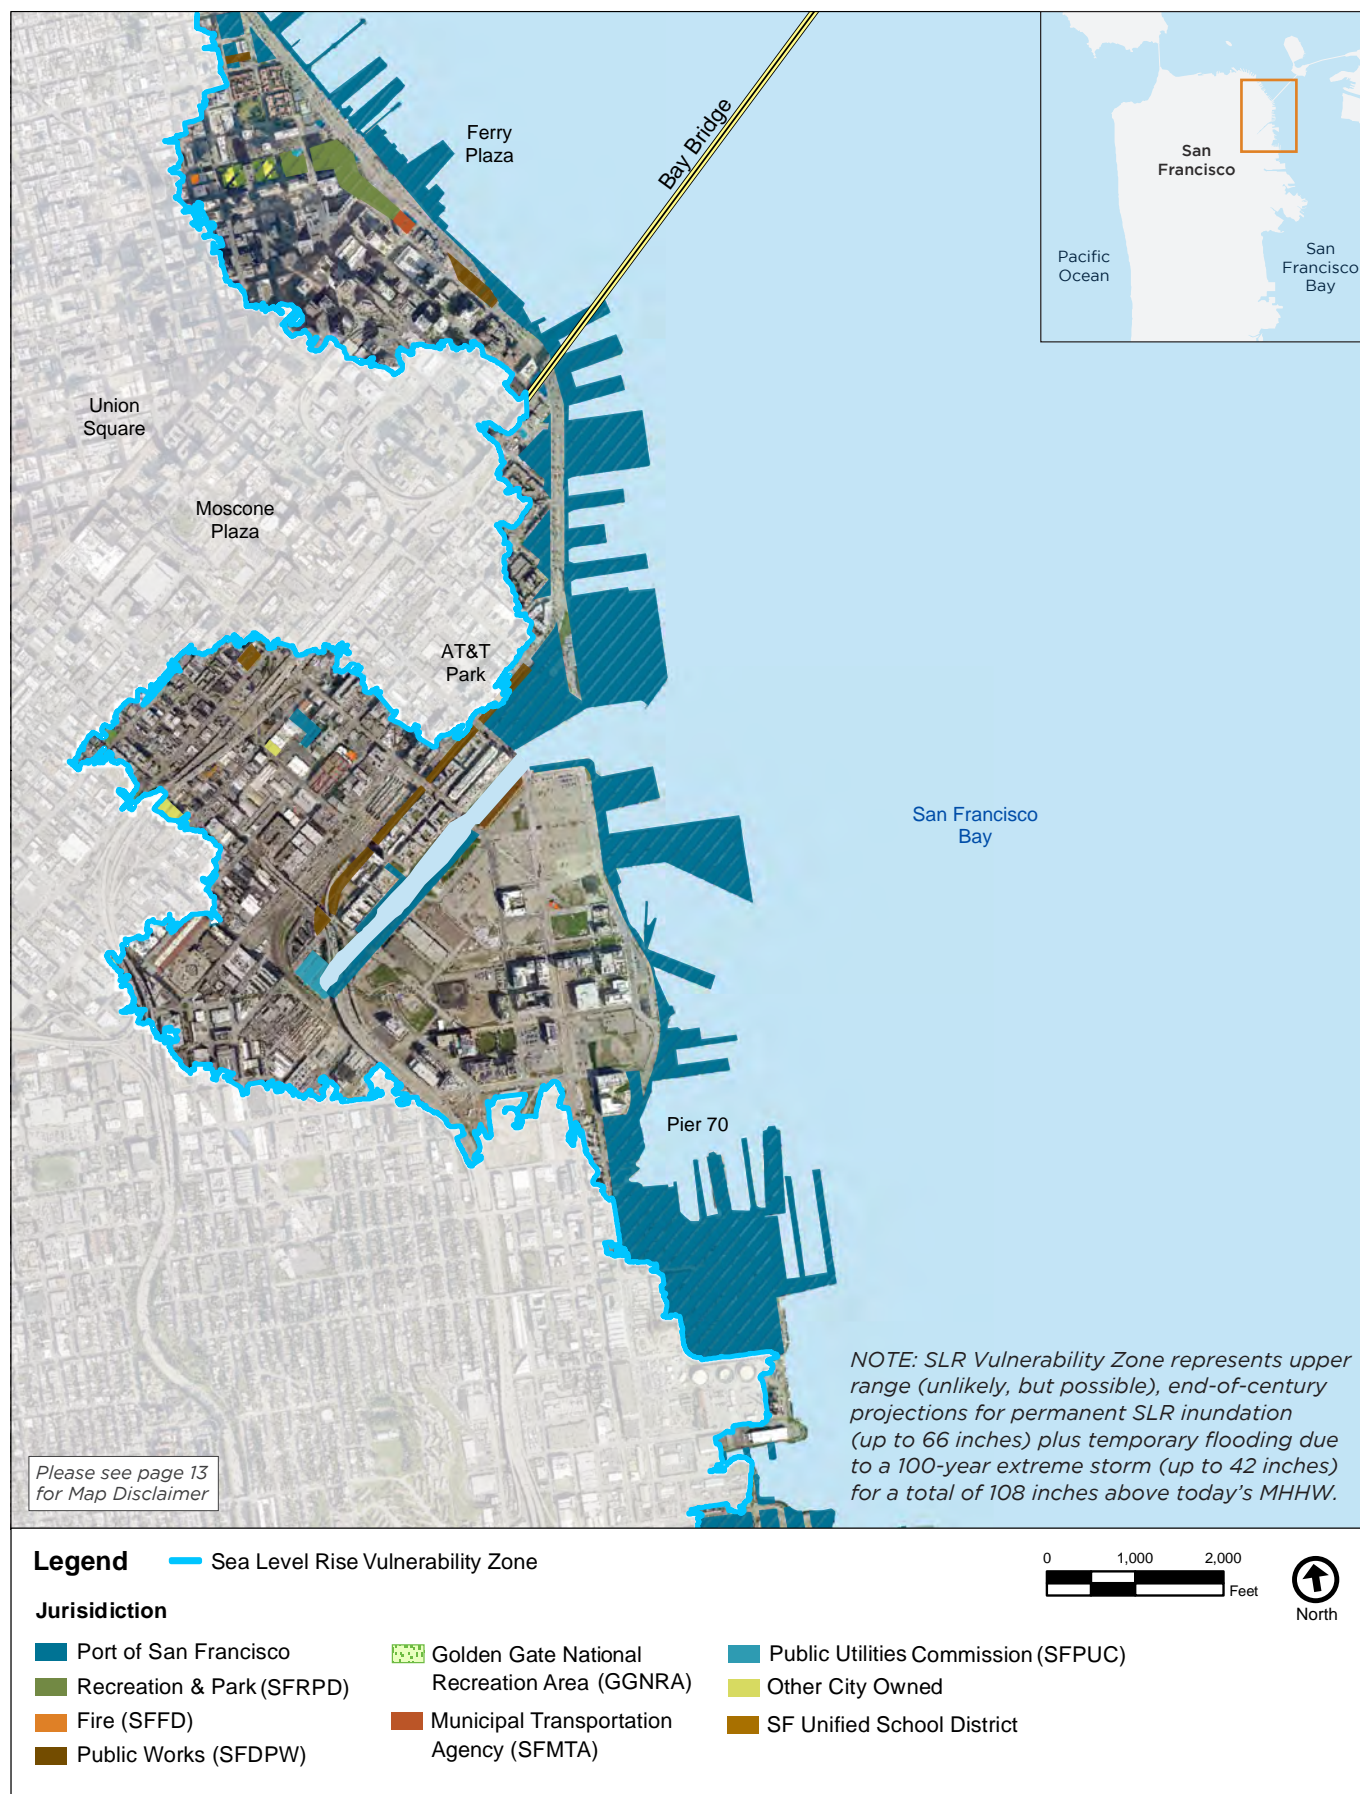 Ferry
Plaza
Bay Bridge
San
Francisco
Pacific
Ocean
San
Francisco
Bay
Union
Square
Moscone
Plaza
AT&T
Park
San Francisco
Bay
Pier 70
NOTE: SLR Vulnerability Zone represents upper
range (unlikely, but possible), end-of-century
projections for permanent SLR inundation
(up to 66 inches) plus temporary flooding due
to a 100-year extreme storm (up to 42 inches)
for a total of 108 inches above today's MHHW.
Please see page 13
for Map Disclaimer
Legend
Sea Level Rise Vulnerability Zone
0 1,000 2,000
Feet
North
Jurisidiction
Port of San Francisco
Recreation & Park (SFRPD)
Fire (SFFD)
Public Works (SFDPW)
Golden Gate National
Recreation Area (GGNRA)
Municipal Transportation
Agency (SFMTA)
Public Utilities Commission (SFPUC)
Other City Owned
SF Unified School District